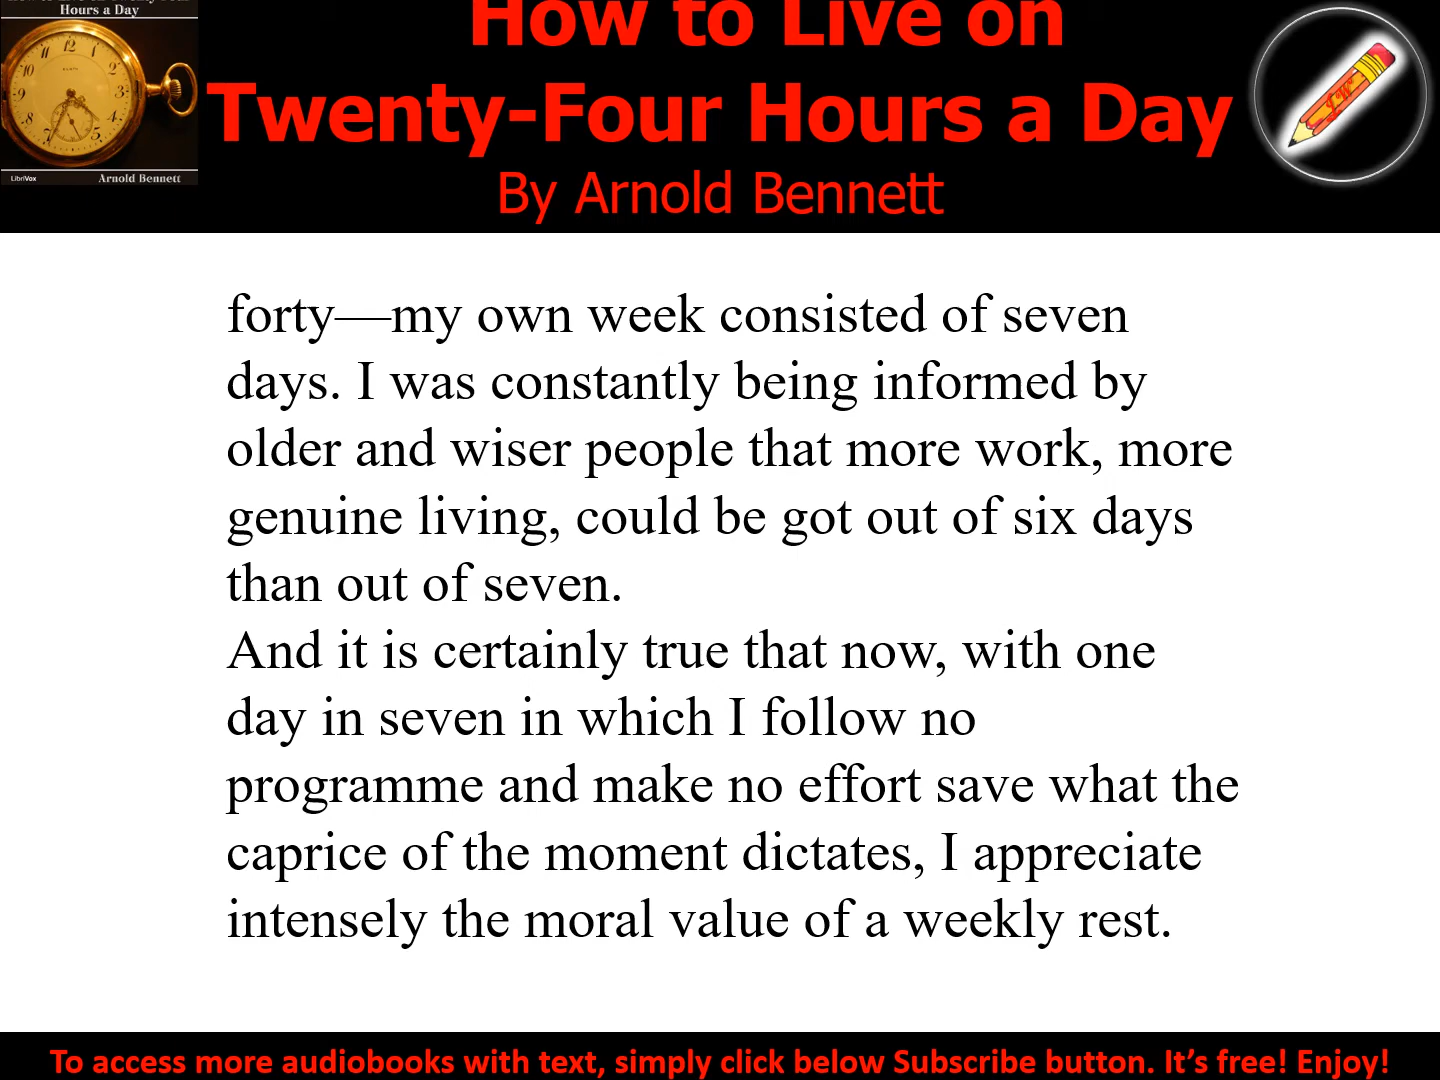 How to Live on
Twenty-Four Hours a Day
By Arnold Bennett
Hours a Day
LibriVox
Arnold Bennett
forty—my own week consisted of seven
days. I was constantly being informed by
older and wiser people that more work, more
genuine living, could be got out of six days
than out of seven.
And it is certainly true that now, with one
day in seven in which I follow no
programme and make no effort save what the
caprice of the moment dictates, I appreciate
intensely the moral value of a weekly rest.
To access more audiobooks with text, simply click below Subscribe button. It’s free! Enjoy!